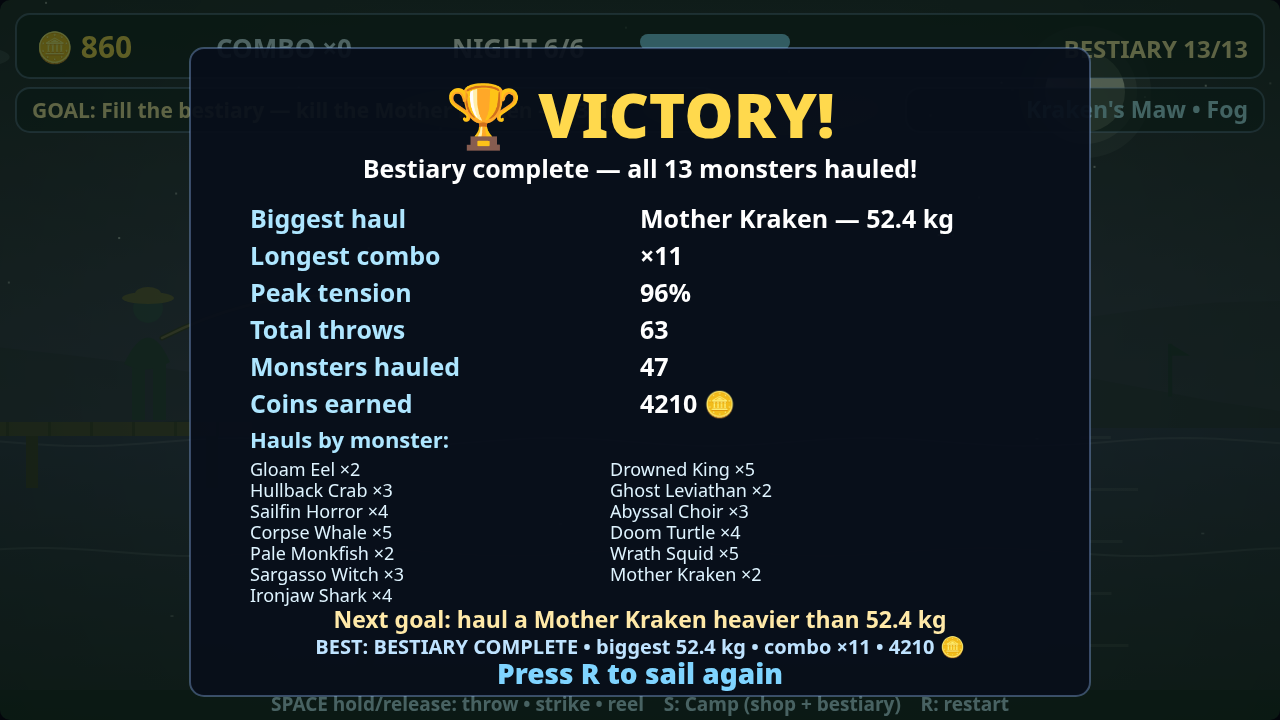 860 COMBO ×0 NIGHT 6/6 BESTIARY 13/13
GOAL: Fill the bestiary — kill the Mother Kraken's Maw • Fog
VICTORY!
Bestiary complete — all 13 monsters hauled!
Biggest haul Mother Kraken — 52.4 kg
Longest combo ×11
Peak tension 96%
Total throws 63
Monsters hauled 47
Coins earned 4210
Hauls by monster:
Gloam Eel ×2 Drowned King ×5
Hullback Crab ×3 Ghost Leviathan ×2
Sailfin Horror ×4 Abyssal Choir ×3
Corpse Whale ×5 Doom Turtle ×4
Pale Monkfish ×2 Wrath Squid ×5
Sargasso Witch ×3 Mother Kraken ×2
Ironjaw Shark ×4
Next goal: haul a Mother Kraken heavier than 52.4 kg
BEST: BESTIARY COMPLETE • biggest 52.4 kg • combo ×11 • 4210
Press R to sail again
SPACE hold/release: throw • strike • reel S: Camp (shop + bestiary) R: restart